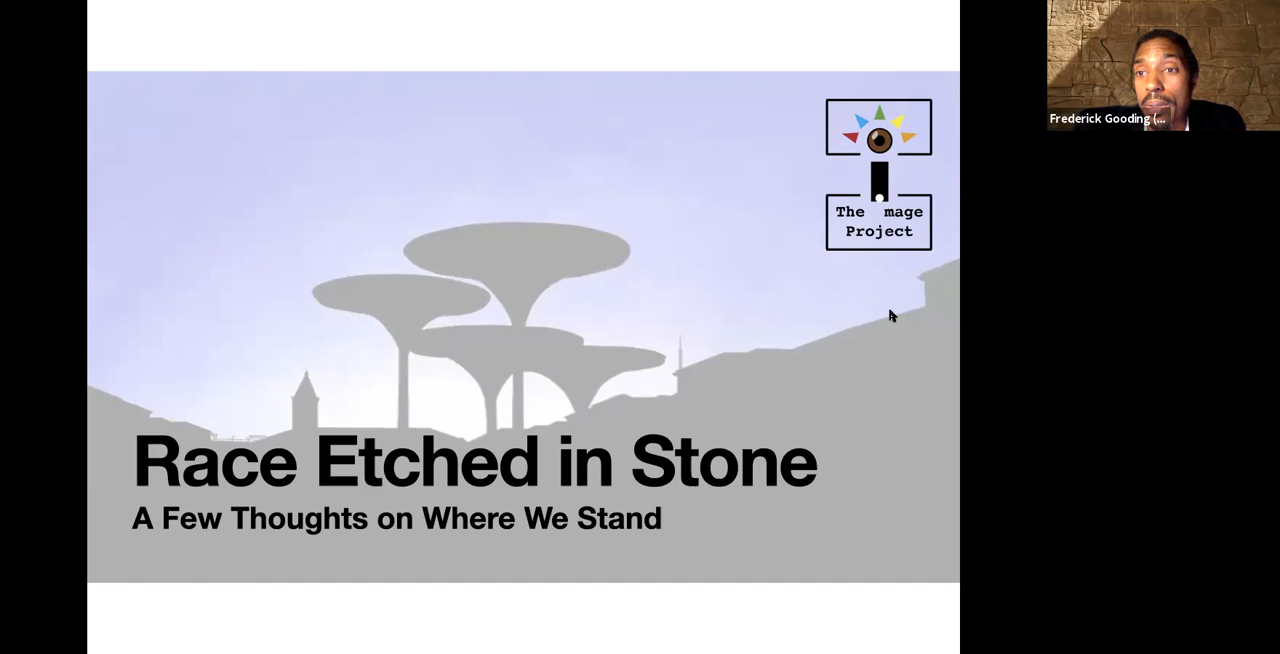 The mage
Project
Race Etched in Stone
A Few Thoughts on Where We Stand
Frederick Gooding (...